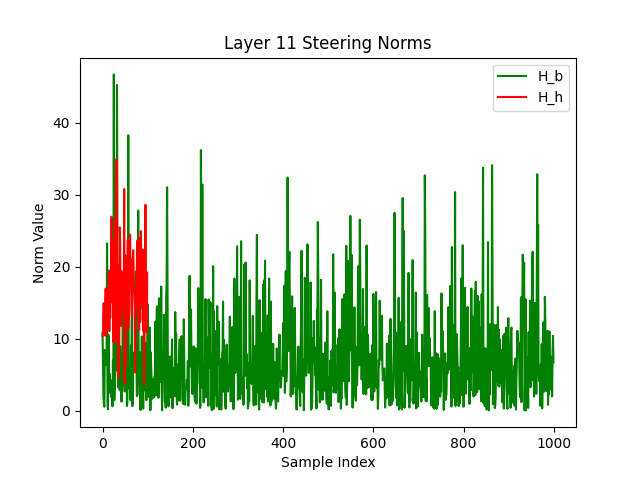 Layer 11 Steering Norms
H_b
H_h
Norm Value
40
30
20
10
0
0 200 400 600 800 1000
Sample Index